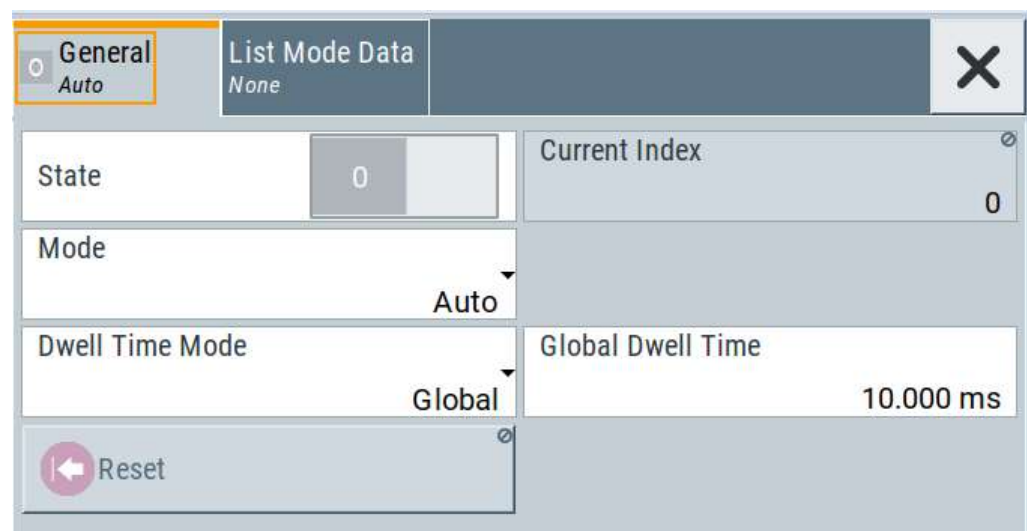 0 General
Auto
List Mode Data
None
State
0
Current Index
0
Mode
Auto
Dwell Time Mode
Global
Global Dwell Time
10.000 ms
Reset